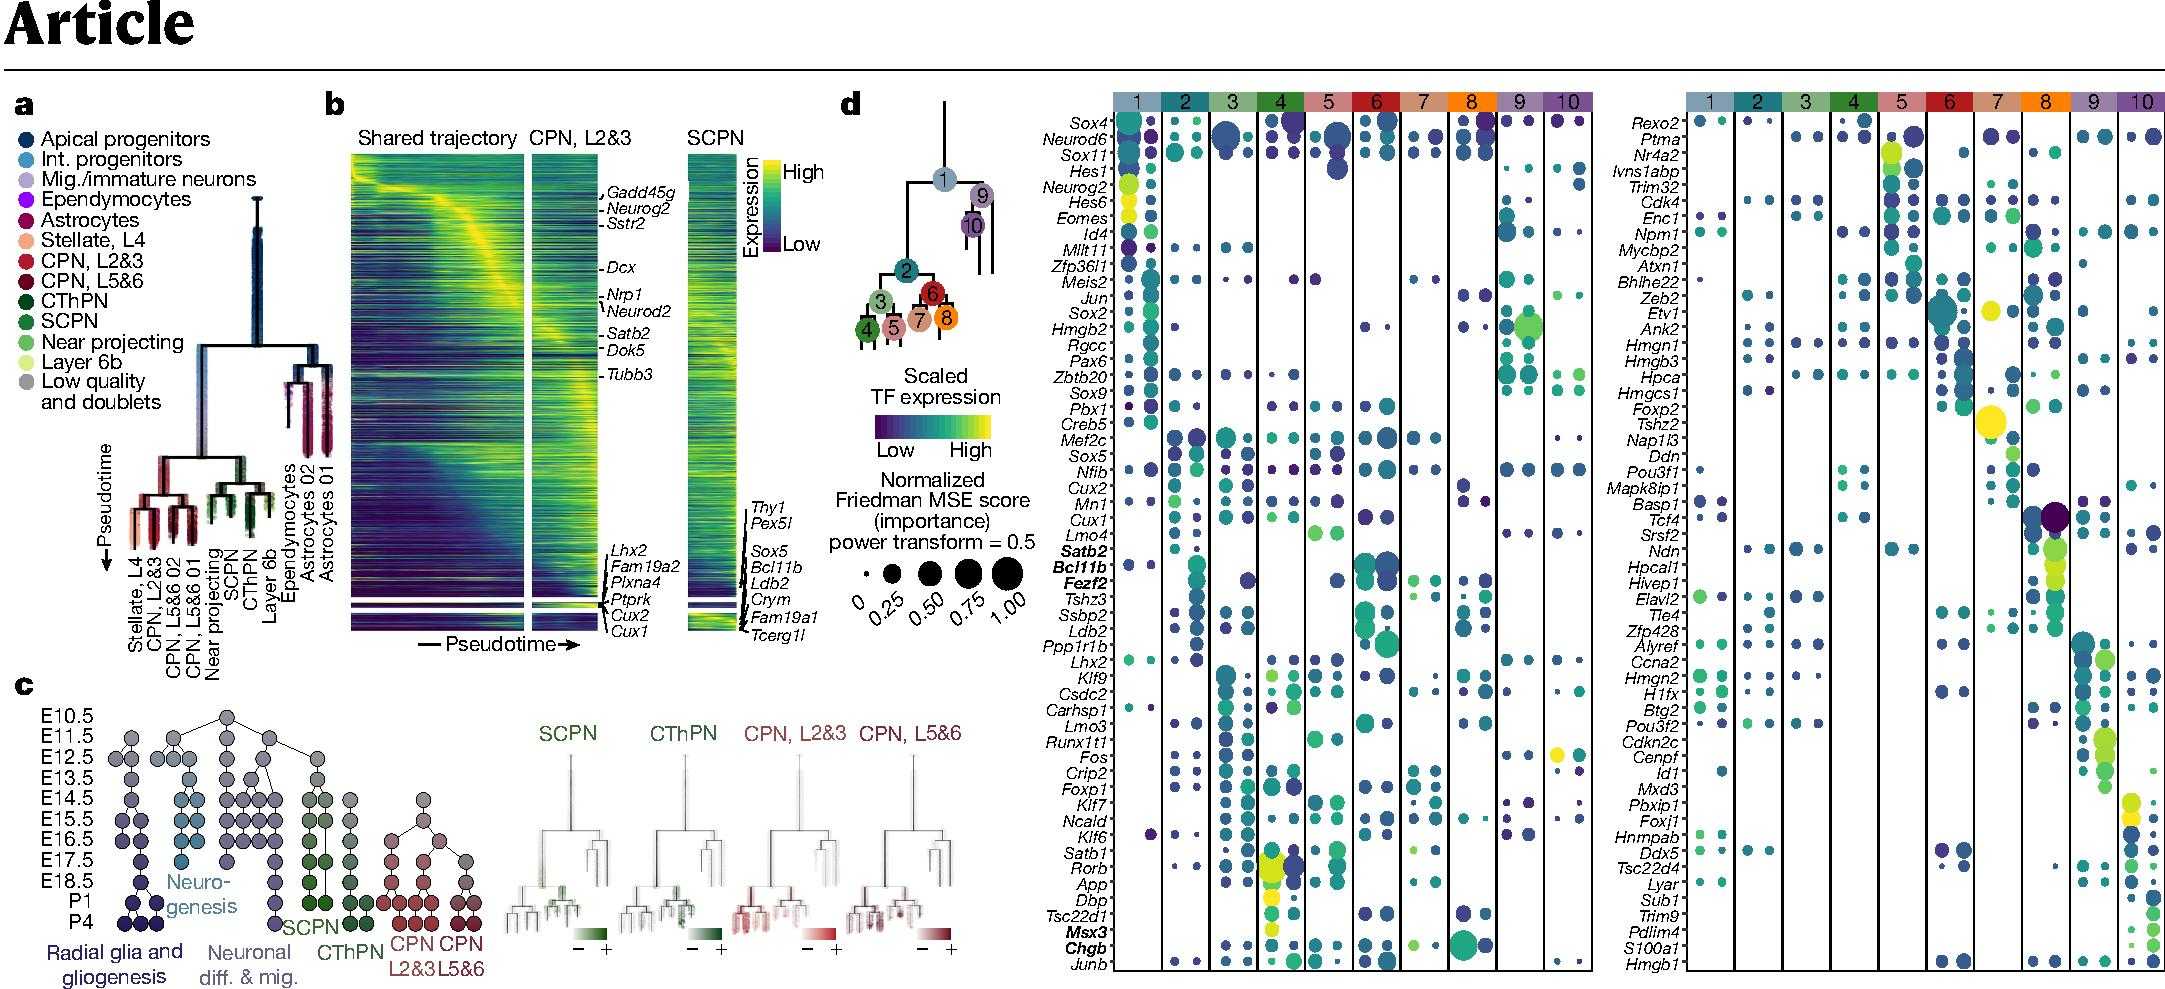 Article
a
Apical progenitors
Int. progenitors
Mig./immature neurons
Ependymocytes
Astrocytes
Stellate, L4
CPN, L2&3
CPN, L5&6
CThPN
SCPN
Near projecting
Layer 6b
Low quality
and doublets
Pseudotime
Stellate, L4
CPN, L2&3
CPN, L5&6 02
CPN, L5&6 01
Near projecting
SCPN
CThPN
Layer 6b
Ependymocytes
Astrocytes 02
Astrocytes 01
b
Shared trajectory
CPN, L2&3
SCPN
Gadd45g
Neurog2
Sstr2
Dcx
Nrp1
Neurod2
Satb2
Dok5
Tubb3
Lhx2
Fam19a2
Plxna4
Ptprk
Cux2
Cux1
Expression
High
Low
Thy1
Pex5l
Sox5
Bcl11b
Ldb2
Crym
Fam19a1
Tcerg1l
Pseudotime
c
E10.5
E11.5
E12.5
E13.5
E14.5
E15.5
E16.5
E17.5
E18.5
P1
P4
Neuro-
genesis
Radial glia and
gliogenesis
Neuronal
diff. & mig.
SCPN
CThPN
CPN
L2&3
CPN
L5&6
SCPN
CThPN
CPN, L2&3
CPN, L5&6
− +
− +
− +
− +
d
1
9
10
2
3
6
4
5
7
8
Scaled
TF expression
Low High
Normalized
Friedman MSE score
(importance)
power transform = 0.5
0 0.25 0.50 0.75 1.00
1 2 3 4 5 6 7 8 9 10
Sox4
Neurod6
Sox11
Hes1
Neurog2
Hes6
Eomes
Id4
Mllt11
Zfp36l1
Meis2
Jun
Sox2
Hmgb2
Rgcc
Pax6
Zbtb20
Sox9
Pbx1
Creb5
Mef2c
Sox5
Nfib
Cux2
Mn1
Cux1
Lmo4
Satb2
Bcl11b
Fezf2
Tshz3
Ssbp2
Ldb2
Ppp1r1b
Lhx2
Klf9
Csdc2
Carhsp1
Lmo3
Runx1t1
Fos
Crip2
Foxp1
Klf7
Ncald
Klf6
Satb1
Rorb
App
Dbp
Tsc22d1
Msx3
Chgb
Junb
1 2 3 4 5 6 7 8 9 10
Rexo2
Ptma
Nr4a2
Ivns1abp
Trim32
Cdk4
Enc1
Npm1
Mycbp2
Atxn1
Bhlhe22
Zeb2
Etv1
Ank2
Hmgn1
Hmgb3
Hpca
Hmgcs1
Foxp2
Tshz2
Nap1l3
Ddn
Pou3f1
Mapk8ip1
Basp1
Tcf4
Srsf2
Ndn
Hpcal1
Hivep1
Elavl2
Tle4
Zfp428
Alyref
Ccna2
Hmgn2
H1fx
Btg2
Pou3f2
Cdkn2c
Cenpf
Id1
Mxd3
Pbxip1
Foxj1
Hnrnpab
Ddx5
Tsc22d4
Lyar
Sub1
Trim9
Pdlim4
S100a1
Hmgb1